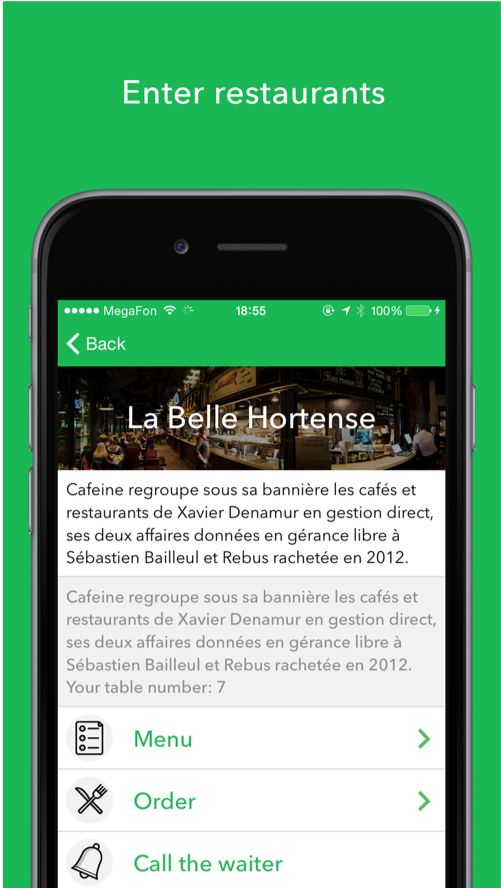 Enter restaurants
MegaFon 18:55 100%
Back
La Belle Hortense
Cafeine regroupe sous sa bannière les cafés et
restaurants de Xavier Denamur en gestion direct,
ses deux affaires données en gérance libre à
Sébastien Bailleul et Rebus rachetée en 2012.
Cafeine regroupe sous sa bannière les cafés et
restaurants de Xavier Denamur en gestion direct,
ses deux affaires données en gérance libre à
Sébastien Bailleul et Rebus rachetée en 2012.
Your table number: 7
Menu
Order
Call the waiter